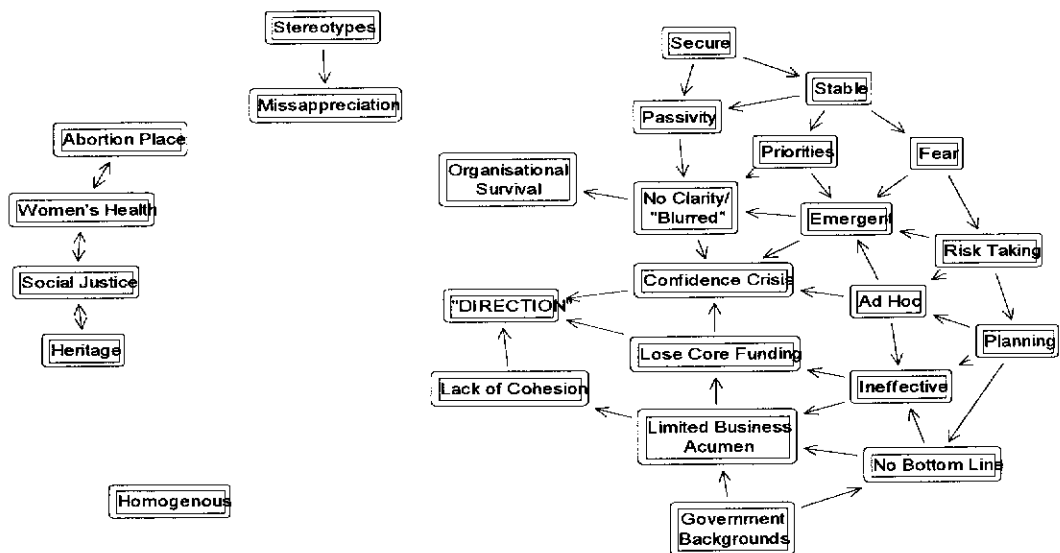 Stereotypes
Secure
Stable
Missappreciation
Passivity
Abortion Place
Priorities
Fear
Organisational
Survival
No Clarity/
"Blurred"
Women's Health
Emergent
Risk Taking
Social Justice
Confidence Crisis
"DIRECTION"
Ad Hoc
Heritage
Lose Core Funding
Planning
Lack of Cohesion
Ineffective
Limited Business
Acumen
No Bottom Line
Homogenous
Government
Backgrounds